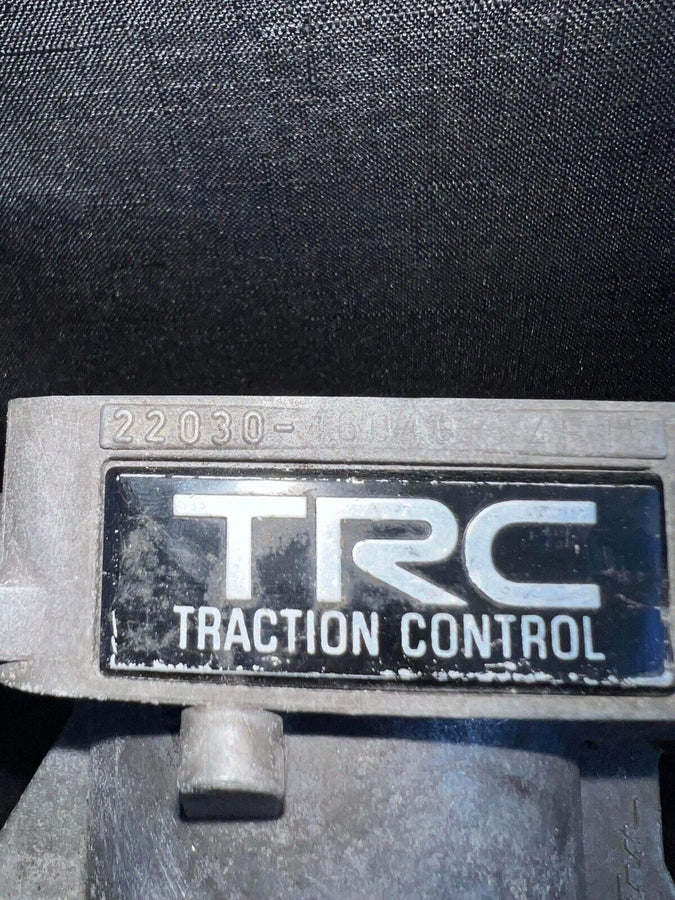 22030-
TRC
TRACTION CONTROL